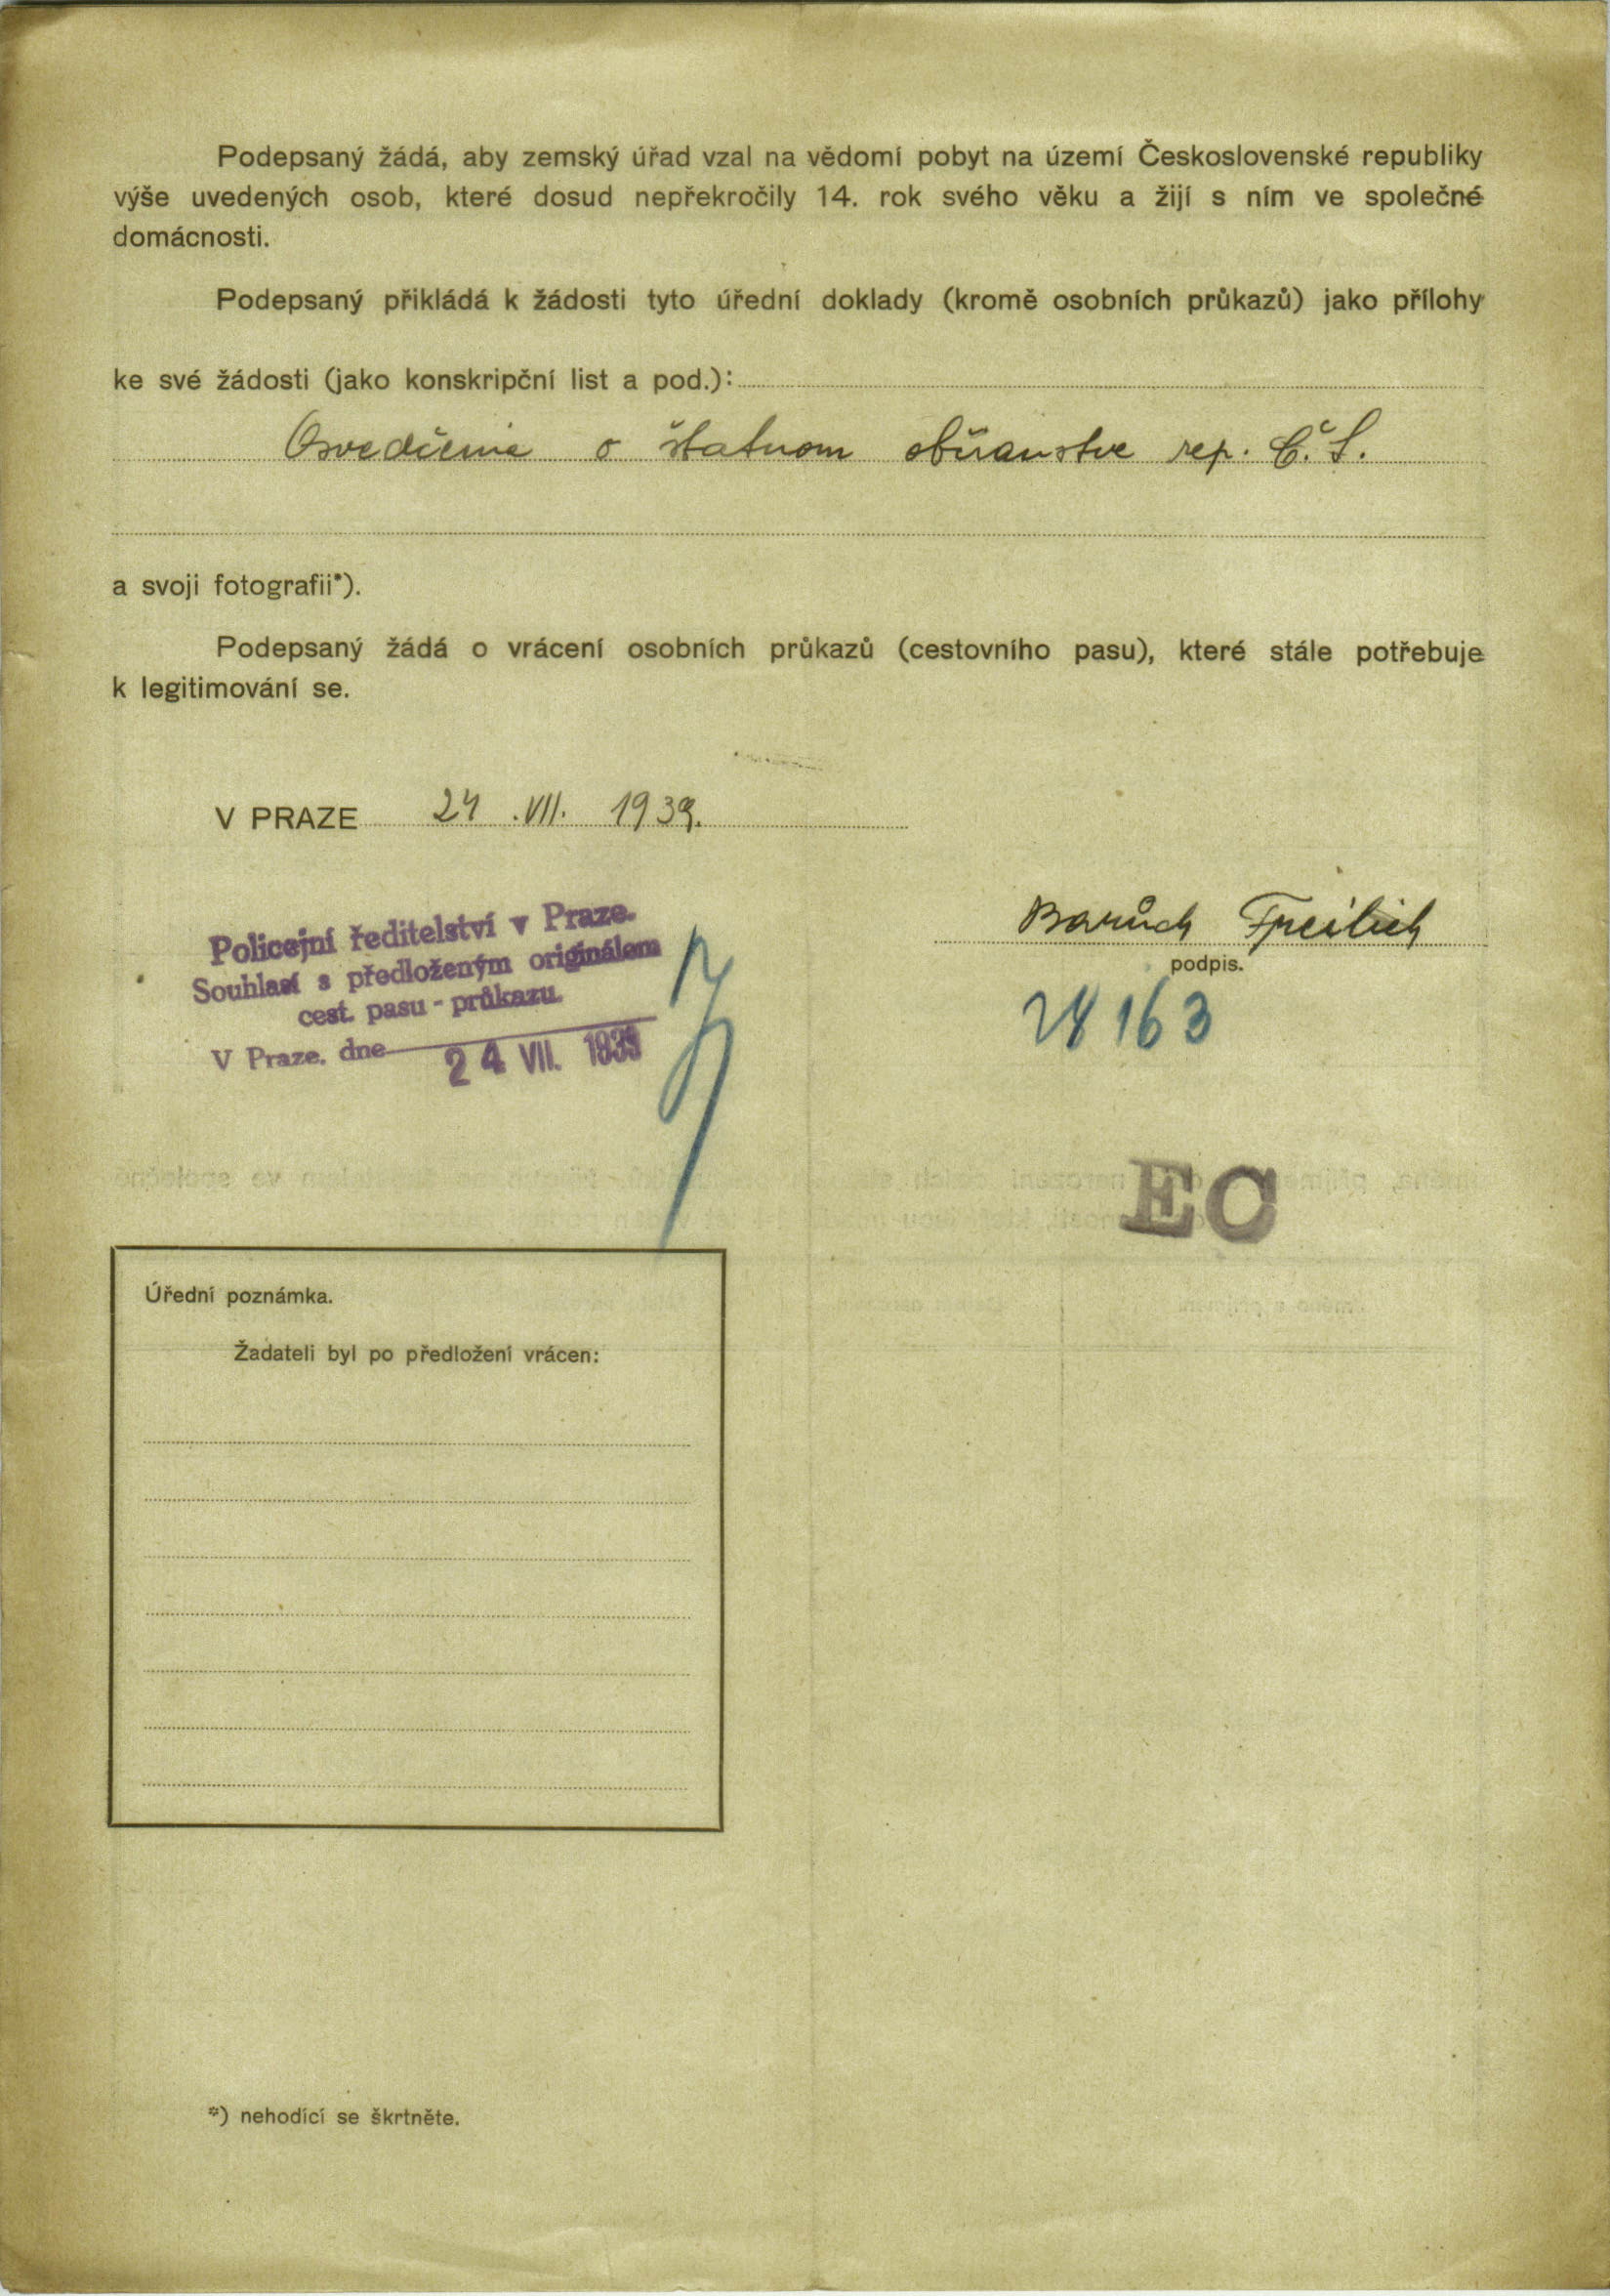 Podepsaný žádá, aby zemský úřad vzal na vědomí pobyt na území Československé republiky
výše uvedených osob, které dosud nepřekročily 14. rok svého věku a žijí s ním ve společné
domácnosti.
Podepsaný přikládá k žádosti tyto úřední doklady (kromě osobních průkazů) jako přílohy
ke své žádosti (jako konskripční list a pod.):
Osvedčenie o štatnom občanstve rep. Č.S.
a svoji fotografii*).
Podepsaný žádá o vrácení osobních průkazů (cestovního pasu), které stále potřebuje
k legitimování se.
V PRAZE 24 .VII. 1939.
Policejní ředitelství v Praze.
Souhlasí s předloženým originálem
cest. pasu - průkazu.
V Praze. dne 24 VII. 1939
Baruch Freilich
podpis.
28163
EC
Úřední poznámka.
Žadateli byl po předložení vrácen:
*) nehodící se škrtněte.